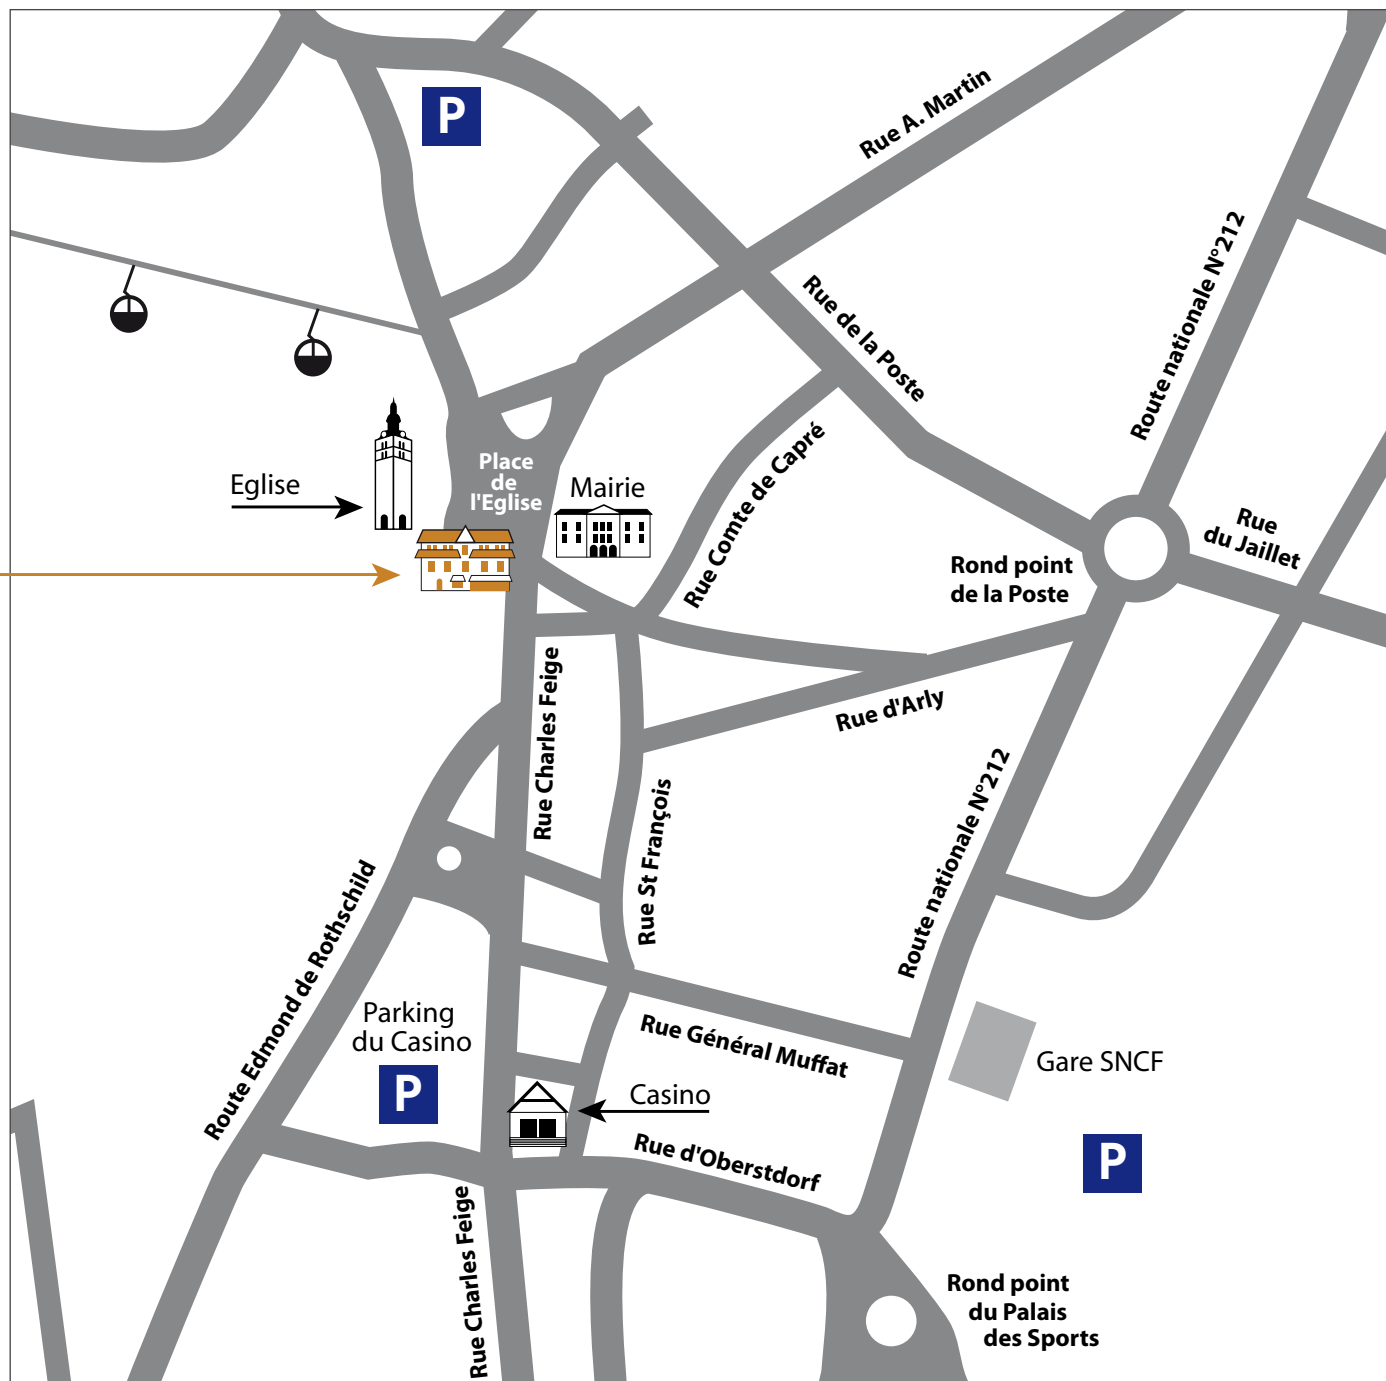 P
Rue A. Martin
Route nationale N°212
Rue de la Poste
Rue Comte de Capré
Place
de
l'Eglise
Mairie
Eglise
Rue
du Jaillet
Rond point
de la Poste
Rue d'Arly
Rue Charles Feige
Rue St François
Route nationale N°212
Route Edmond de Rothschild
Parking
du Casino
P
Rue Général Muffat
Gare SNCF
Casino
Rue d'Oberstdorf
P
Rue Charles Feige
Rond point
du Palais
des Sports